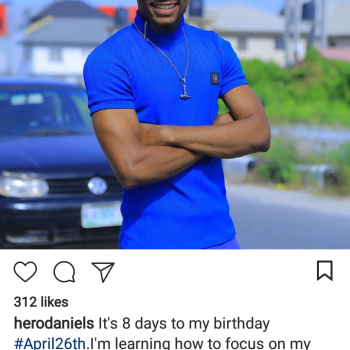 312 likes
herodaniels It's 8 days to my birthday
#April26th.I'm learning how to focus on my